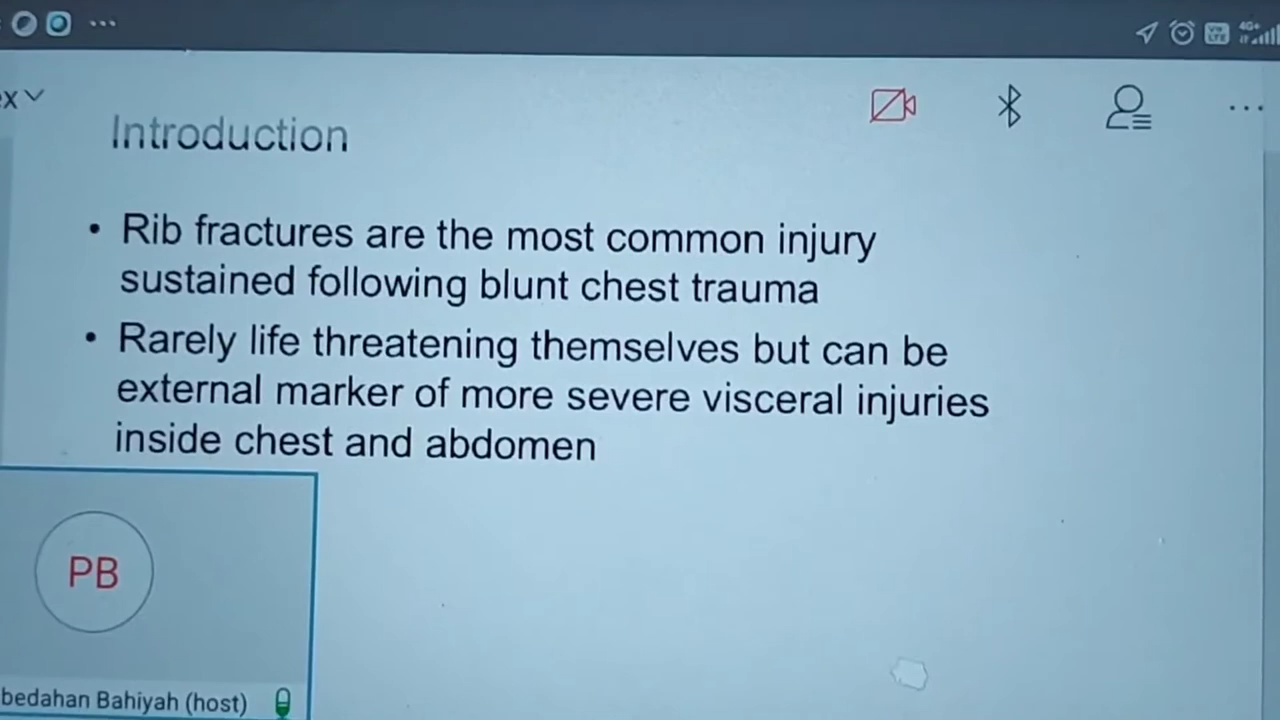 Introduction
• Rib fractures are the most common injury
sustained following blunt chest trauma
• Rarely life threatening themselves but can be
external marker of more severe visceral injuries
inside chest and abdomen
PB
bedahan Bahiyah (host)